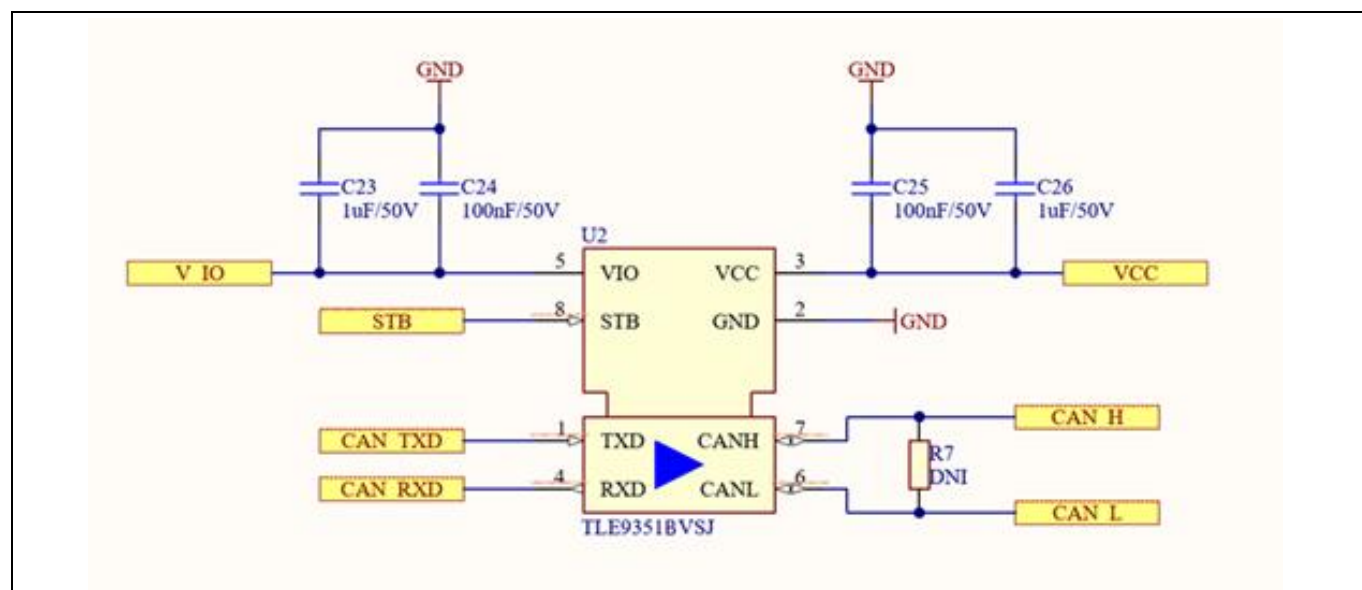 GND
GND
C23
1uF/50V
C24
100nF/50V
C25
100nF/50V
C26
1uF/50V
U2
V IO
5
VIO
VCC
3
VCC
STB
8
STB
GND
2
GND
CAN TXD
1
TXD
CANH
7
CAN H
R7
DNI
CAN RXD
4
RXD
CANL
6
CAN L
TLE9351BVSJ